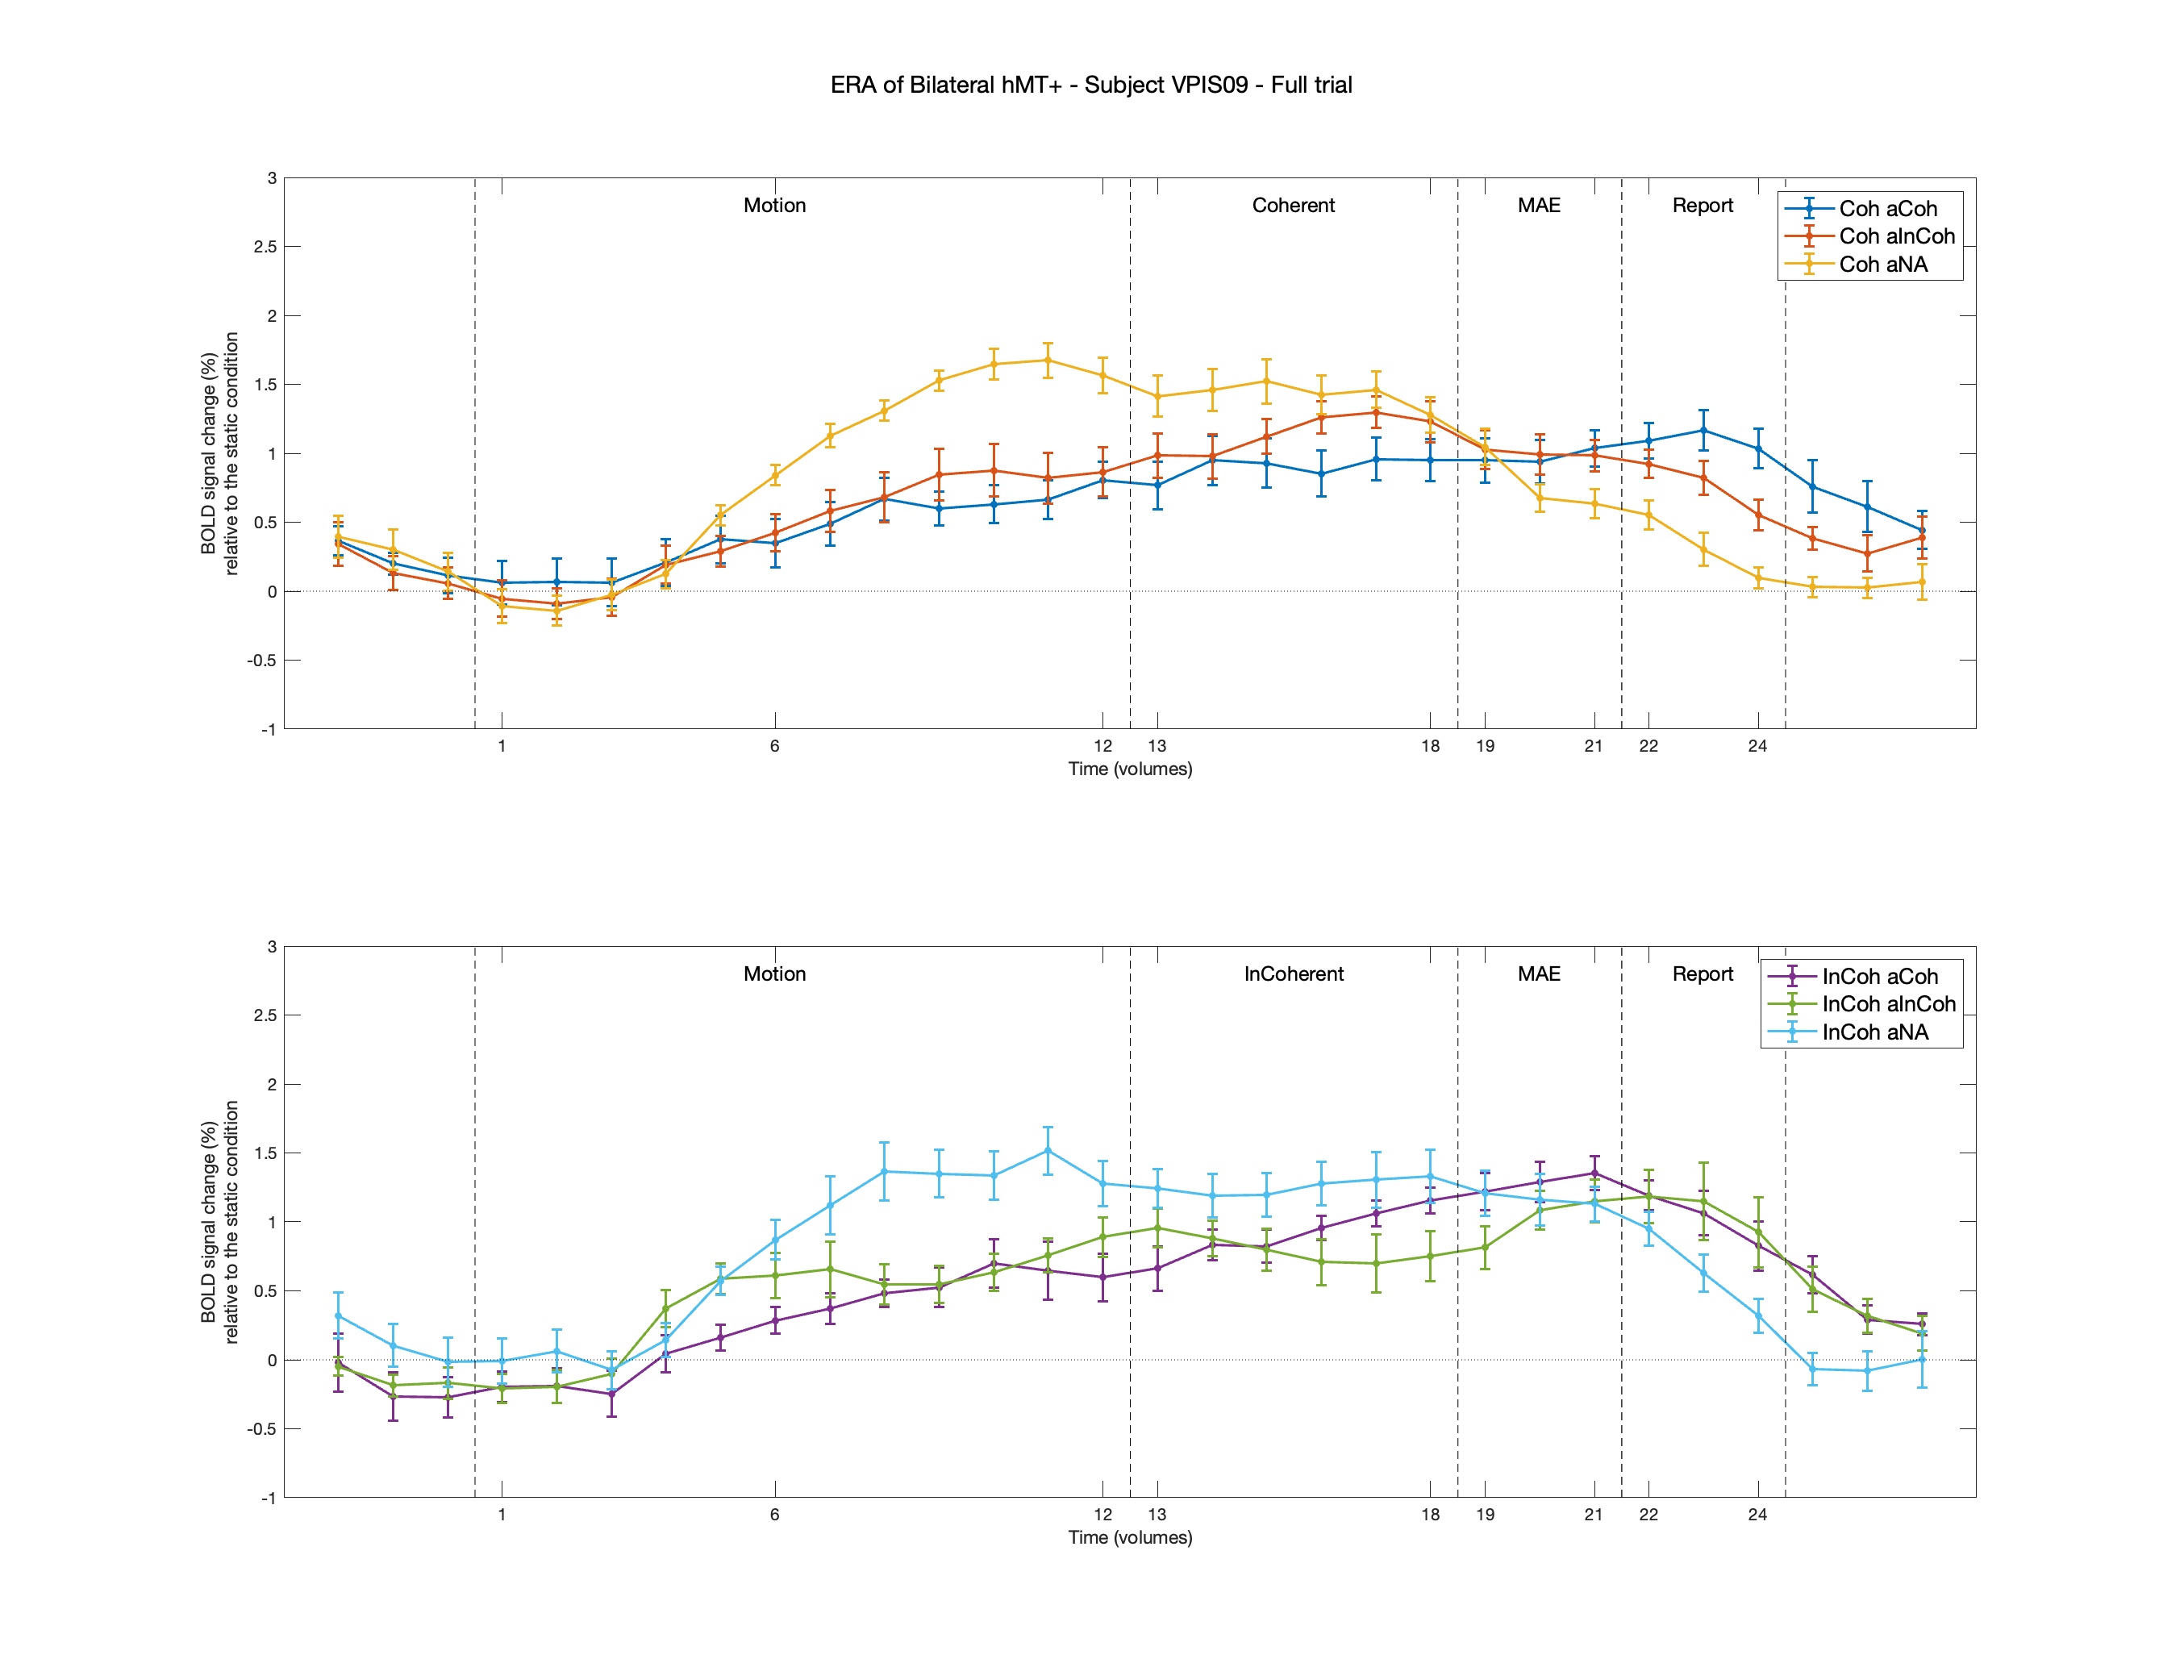 ERA of Bilateral hMT+ - Subject VPIS09 - Full trial
3
2.5
2
1.5
1
0.5
0
-0.5
-1
BOLD signal change (%)
relative to the static condition
Motion
Coherent
MAE
Report
Coh aCoh
Coh aInCoh
Coh aNA
1
6
12
13
18
19
21
22
24
Time (volumes)
3
2.5
2
1.5
1
0.5
0
-0.5
-1
BOLD signal change (%)
relative to the static condition
Motion
InCoherent
MAE
Report
InCoh aCoh
InCoh aInCoh
InCoh aNA
1
6
12
13
18
19
21
22
24
Time (volumes)